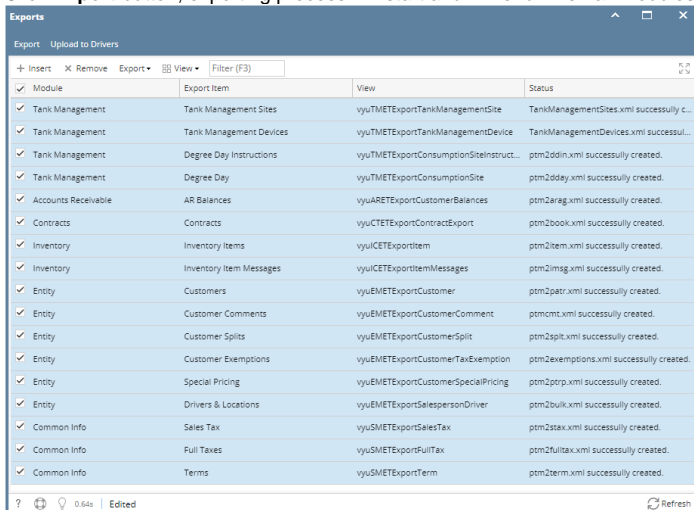 Exports
Export Upload to Drivers
+ Insert × Remove Export View Filter (F3)
Module Export Item View Status
Tank Management Tank Management Sites vyuTMETExportTankManagementSite TankManagementSites.xml successully c...
Tank Management Tank Management Devices vyuTMETExportTankManagementDevice TankManagementDevices.xml successul...
Tank Management Degree Day Instructions vyuTMETExportConsumptionSiteInstruct... ptm2ddin.xml successully created.
Tank Management Degree Day vyuTMETExportConsumptionSite ptm2dday.xml successully created.
Accounts Receivable AR Balances vyuARETExportCustomerBalances ptm2arag.xml successully created.
Contracts Contracts vyuCTETExportContractExport ptm2book.xml successully created.
Inventory Inventory Items vyuICETExportItem ptm2item.xml successully created.
Inventory Inventory Item Messages vyuICETExportItemMessages ptm2imsg.xml successully created.
Entity Customers vyuEMETExportCustomer ptm2patr.xml successully created.
Entity Customer Comments vyuEMETExportCustomerComment ptmcmt.xml successully created.
Entity Customer Splits vyuEMETExportCustomerSplit ptm2splt.xml successully created.
Entity Customer Exemptions vyuEMETExportCustomerTaxExemption ptm2exemptions.xml successully created.
Entity Special Pricing vyuEMETExportCustomerSpecialPricing ptm2ptrp.xml successully created.
Entity Drivers & Locations vyuEMETExportSalespersonDriver ptm2bulk.xml successully created.
Common Info Sales Tax vyuSMETExportSalesTax ptm2stax.xml successully created.
Common Info Full Taxes vyuSMETExportFullTax ptm2fulltax.xml successully created.
Common Info Terms vyuSMETExportTerm ptm2term.xml successully created.
? 0.64s Edited Refresh